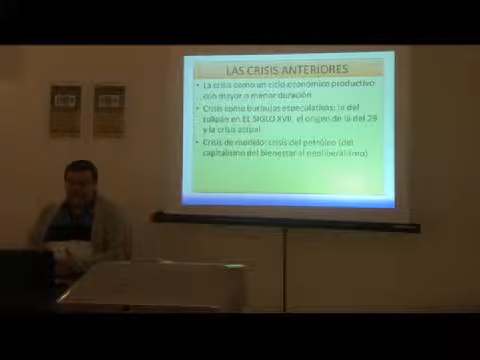 LAS CRISIS ANTERIORES
• La crisis como un ciclo económico productivo
con mayor o menor duración
• Crisis como burbujas especulativas: la del
tulipán en EL SIGLO XVII, el origen de la del 29
y la crisis actual
• Crisis de modelo: crisis del petróleo (del
capitalismo del bienestar al neoliberalismo)